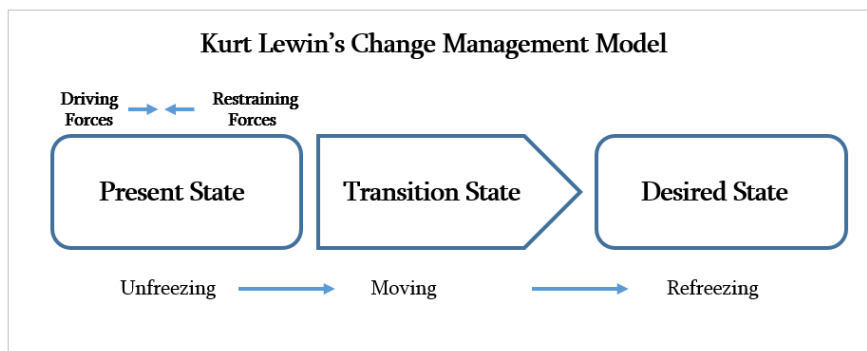 Kurt Lewin's Change Management Model
Driving
Forces
Restraining
Forces
Present State
Transition State
Desired State
Unfreezing
Moving
Refreezing